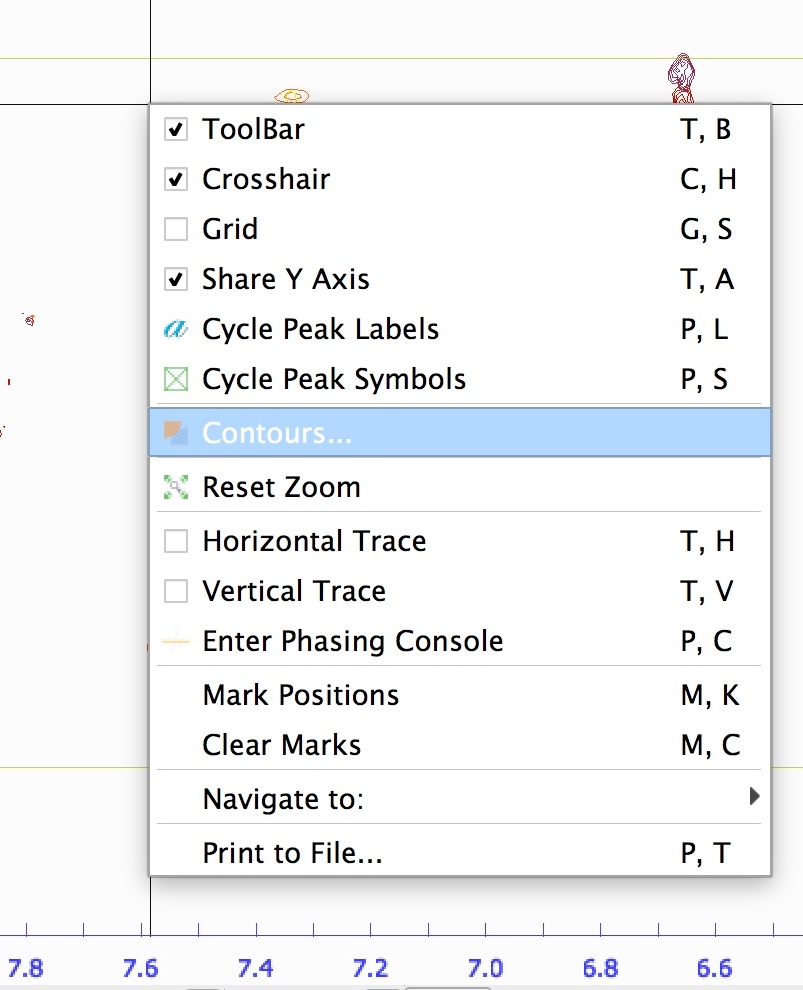 ToolBar T, B
Crosshair C, H
Grid G, S
Share Y Axis T, A
Cycle Peak Labels P, L
Cycle Peak Symbols P, S
Contours...
Reset Zoom
Horizontal Trace T, H
Vertical Trace T, V
Enter Phasing Console P, C
Mark Positions M, K
Clear Marks M, C
Navigate to:
Print to File... P, T
7.8 7.6 7.4 7.2 7.0 6.8 6.6